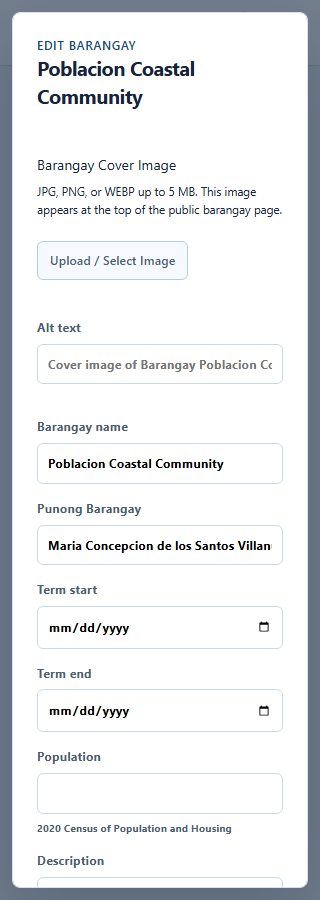 EDIT BARANGAY
Poblacion Coastal
Community
Barangay Cover Image
JPG, PNG, or WEBP up to 5 MB. This image
appears at the top of the public barangay page.
Upload / Select Image
Alt text
Cover image of Barangay Poblacion Co
Barangay name
Poblacion Coastal Community
Punong Barangay
Maria Concepcion de los Santos Villan
Term start
mm/dd/yyyy
Term end
mm/dd/yyyy
Population
2020 Census of Population and Housing
Description